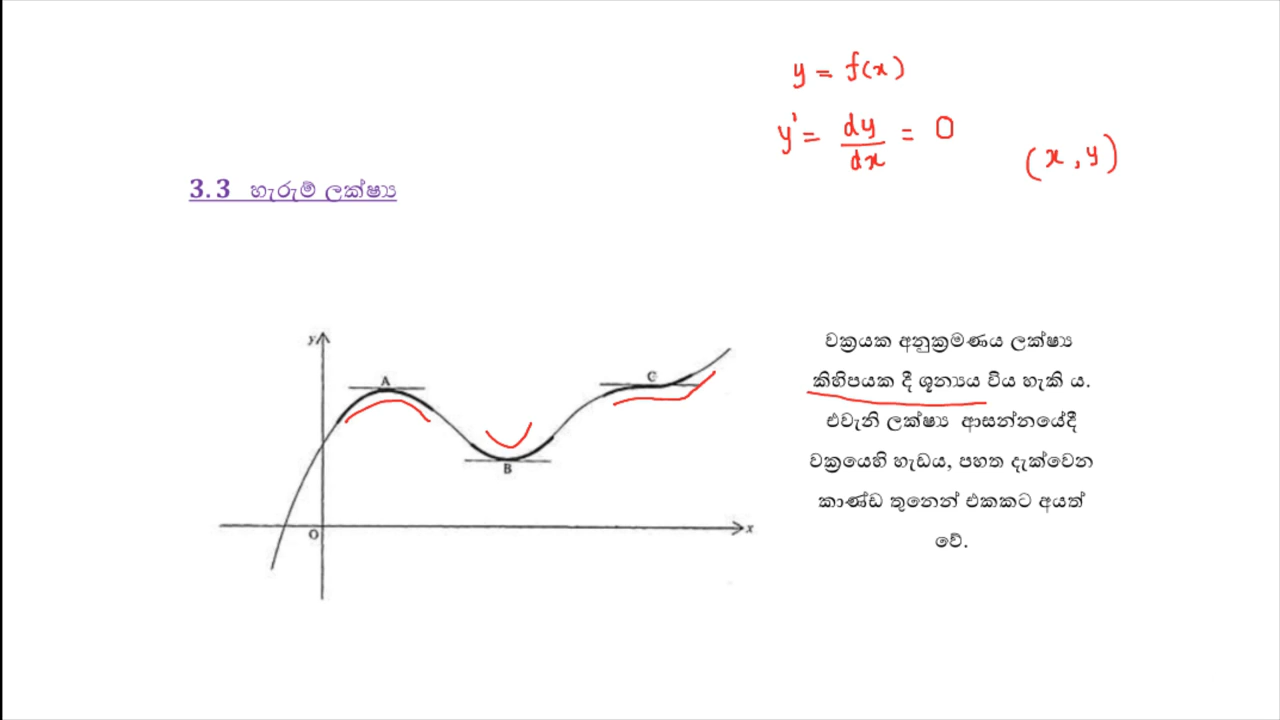 y = f(x)
y' = dy/dx = 0
(x, y)
3.3 හැරුම් ලක්ෂ්‍ය
y
A
C
B
O
x
වක්‍රයක අනුක්‍රමණය ලක්ෂ්‍ය
කිහිපයක දී ශූන්‍යය විය හැකි ය.
එවැනි ලක්ෂ්‍ය ආසන්නයේදී
වක්‍රයෙහි හැඩය, පහත දැක්වෙන
කාණ්ඩ තුනෙන් එකකට අයත්
වේ.